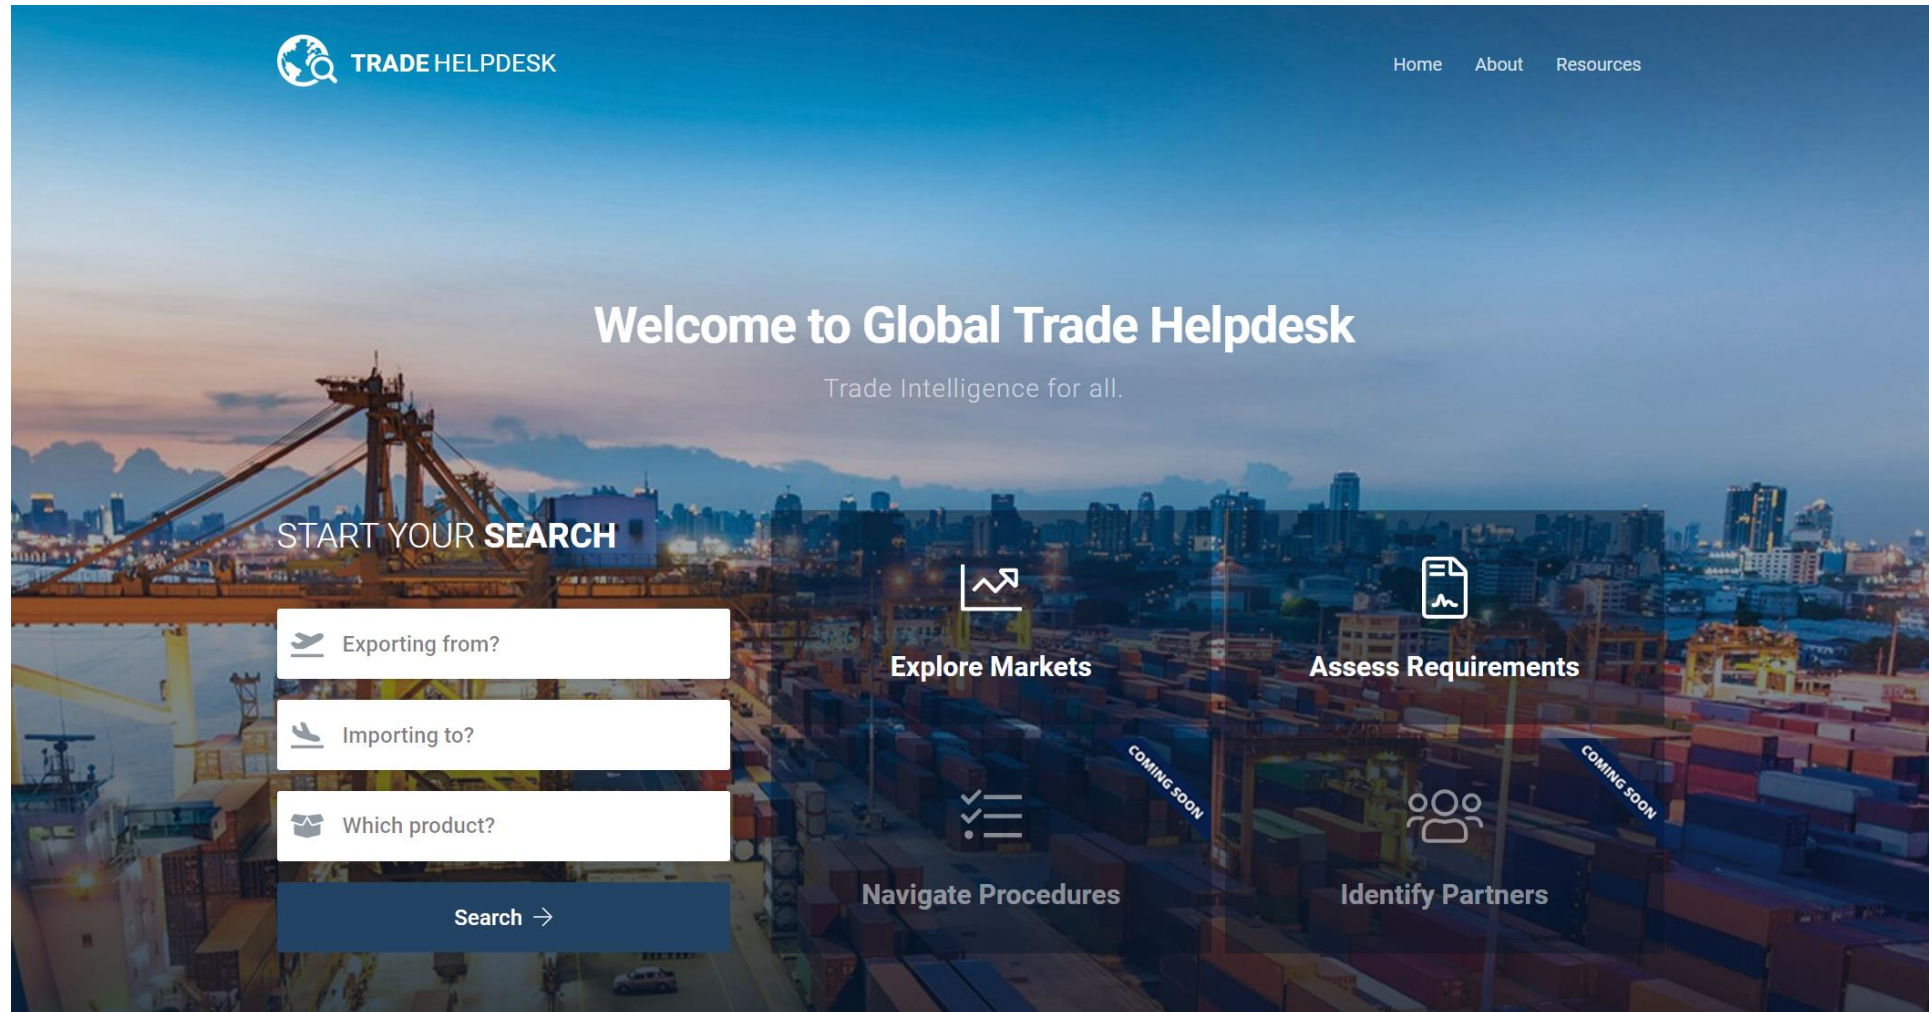 TRADE HELPDESK
Home About Resources
Welcome to Global Trade Helpdesk
Trade Intelligence for all.
START YOUR SEARCH
Exporting from?
Importing to?
Which product?
Search →
Explore Markets
Assess Requirements
COMING SOON
Navigate Procedures
COMING SOON
Identify Partners